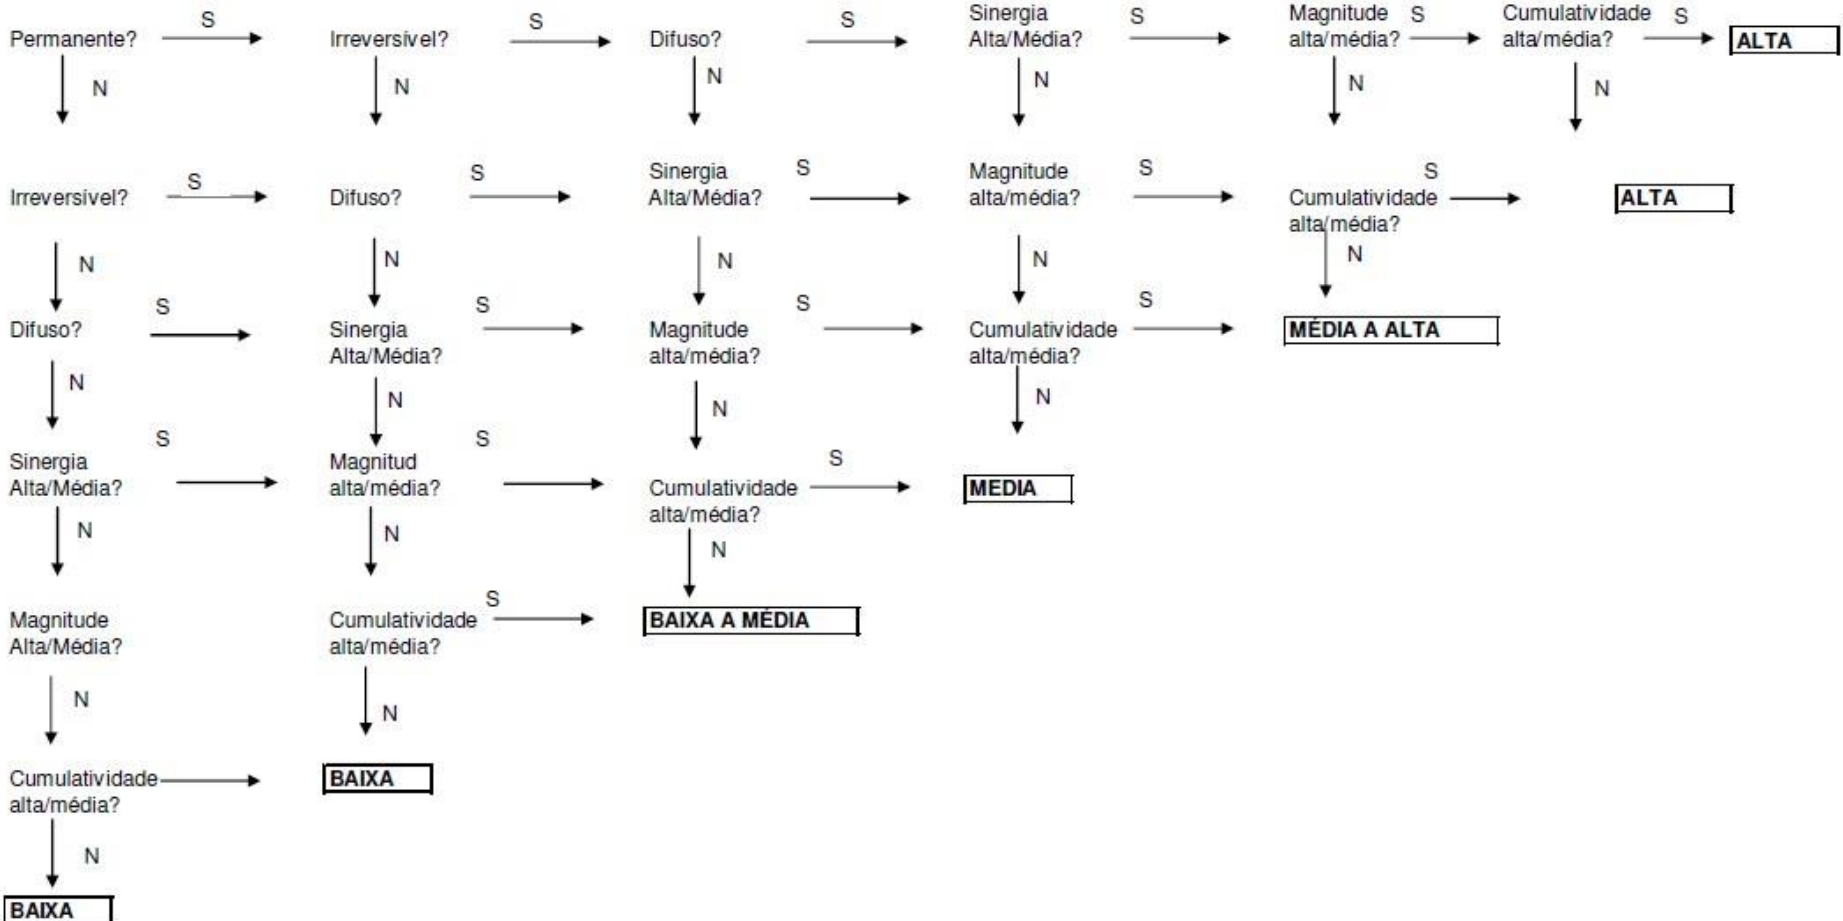 Permanente? S Irreversível? S Difuso? S Sinergia Alta/Média? S Magnitude alta/média? S Cumulatividade alta/média? S ALTA
N N N N N N
Irreversível? S Difuso? S Sinergia Alta/Média? S Magnitude alta/média? S Cumulatividade alta/média? S ALTA
N N N N N
Difuso? S Sinergia Alta/Média? S Magnitude alta/média? S Cumulatividade alta/média? S MÉDIA A ALTA
N N N N
Sinergia Alta/Média? S Magnitud alta/média? S Cumulatividade alta/média? S MEDIA
N N N
Magnitude Alta/Média? Cumulatividade alta/média? S BAIXA A MÉDIA
N N
Cumulatividade alta/média? BAIXA
N
BAIXA